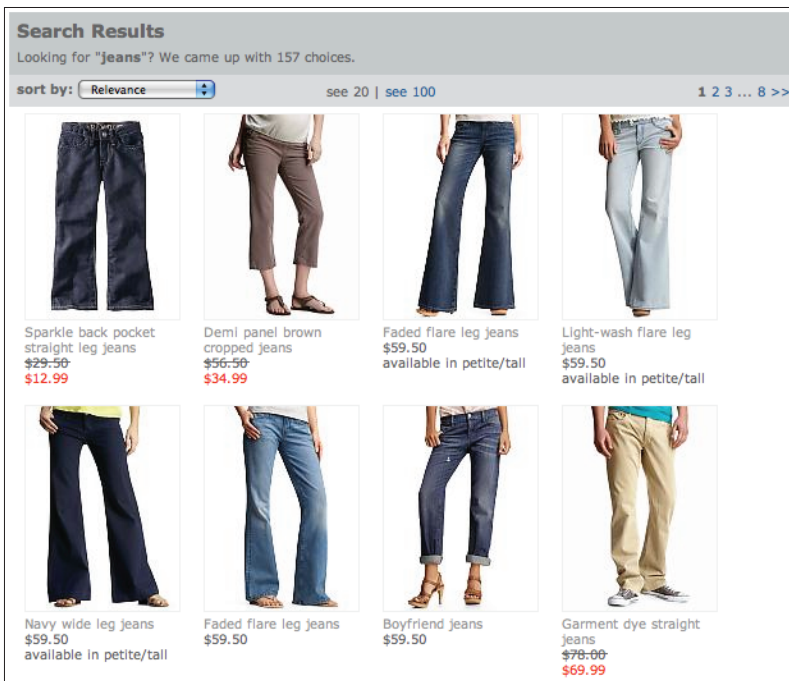 Search Results
Looking for "jeans"? We came up with 157 choices.
sort by: Relevance see 20 | see 100 1 2 3 ... 8 >>
Sparkle back pocket
straight leg jeans
$29.50
$12.99
Demi panel brown
cropped jeans
$56.50
$34.99
Faded flare leg jeans
$59.50
available in petite/tall
Light-wash flare leg
jeans
$59.50
available in petite/tall
Navy wide leg jeans
$59.50
available in petite/tall
Faded flare leg jeans
$59.50
Boyfriend jeans
$59.50
Garment dye straight
jeans
$78.00
$69.99